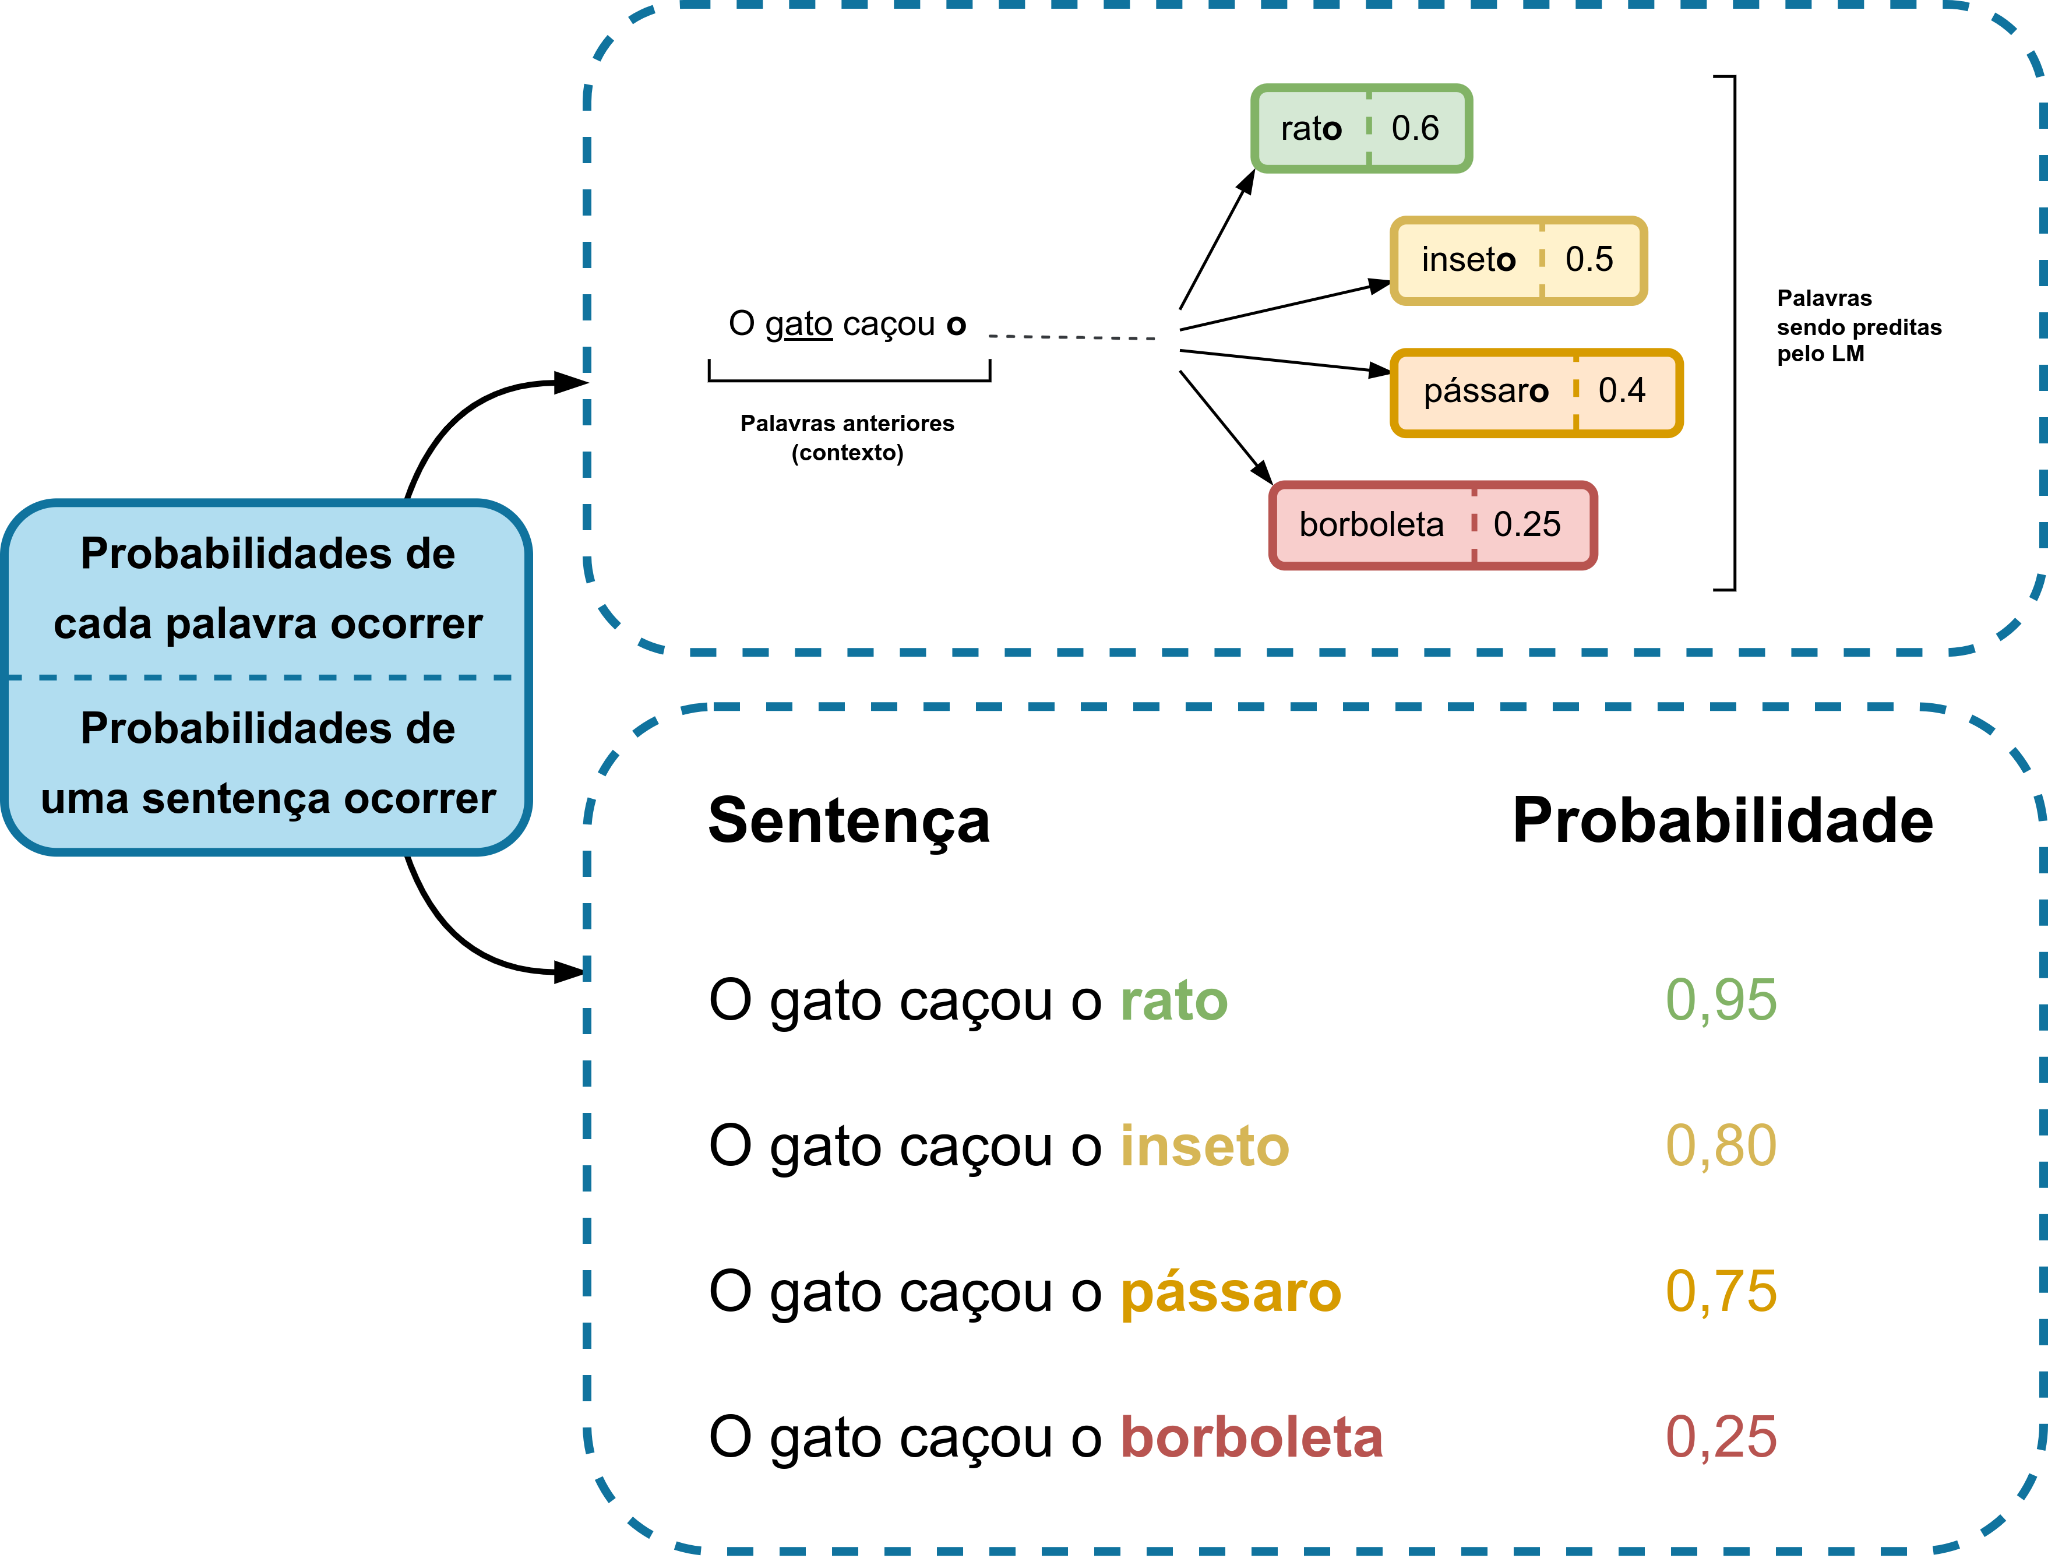 Probabilidades de
cada palavra ocorrer
Probabilidades de
uma sentença ocorrer
O gato caçou o
Palavras anteriores
(contexto)
rato 0.6
inseto 0.5
pássaro 0.4
borboleta 0.25
Palavras
sendo preditas
pelo LM
Sentença Probabilidade
O gato caçou o rato 0,95
O gato caçou o inseto 0,80
O gato caçou o pássaro 0,75
O gato caçou o borboleta 0,25